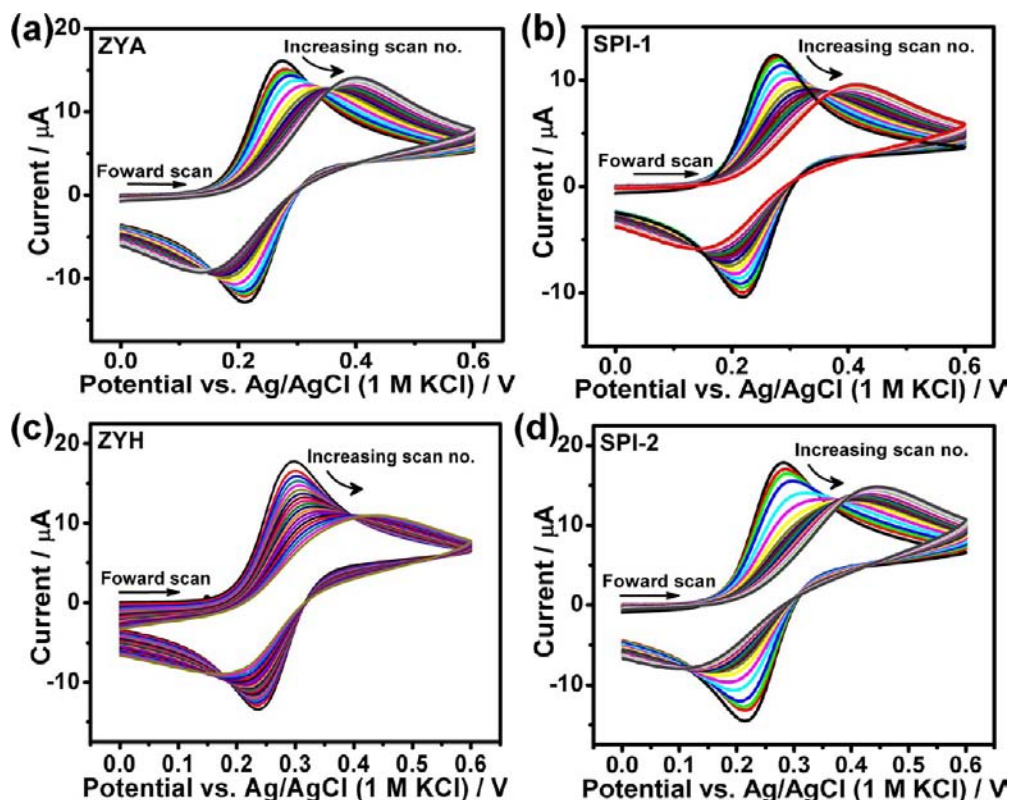 (a)
ZYA
Increasing scan no.
Foward scan
20
10
0
-10
Current / μA
0.0 0.2 0.4 0.6
Potential vs. Ag/AgCl (1 M KCl) / V
(b)
SPI-1
Increasing scan no.
Foward scan
10
0
-10
Current / μA
0.0 0.2 0.4 0.6
Potential vs. Ag/AgCl (1 M KCl) / V
(c)
ZYH
Increasing scan no.
Foward scan
20
10
0
-10
Current / μA
0.0 0.1 0.2 0.3 0.4 0.5 0.6
Potential vs. Ag/AgCl (1 M KCl) / V
(d)
SPI-2
Increasing scan no.
Foward scan
20
10
0
-10
Current / μA
0.0 0.1 0.2 0.3 0.4 0.5 0.6
Potential vs. Ag/AgCl (1 M KCl) / V